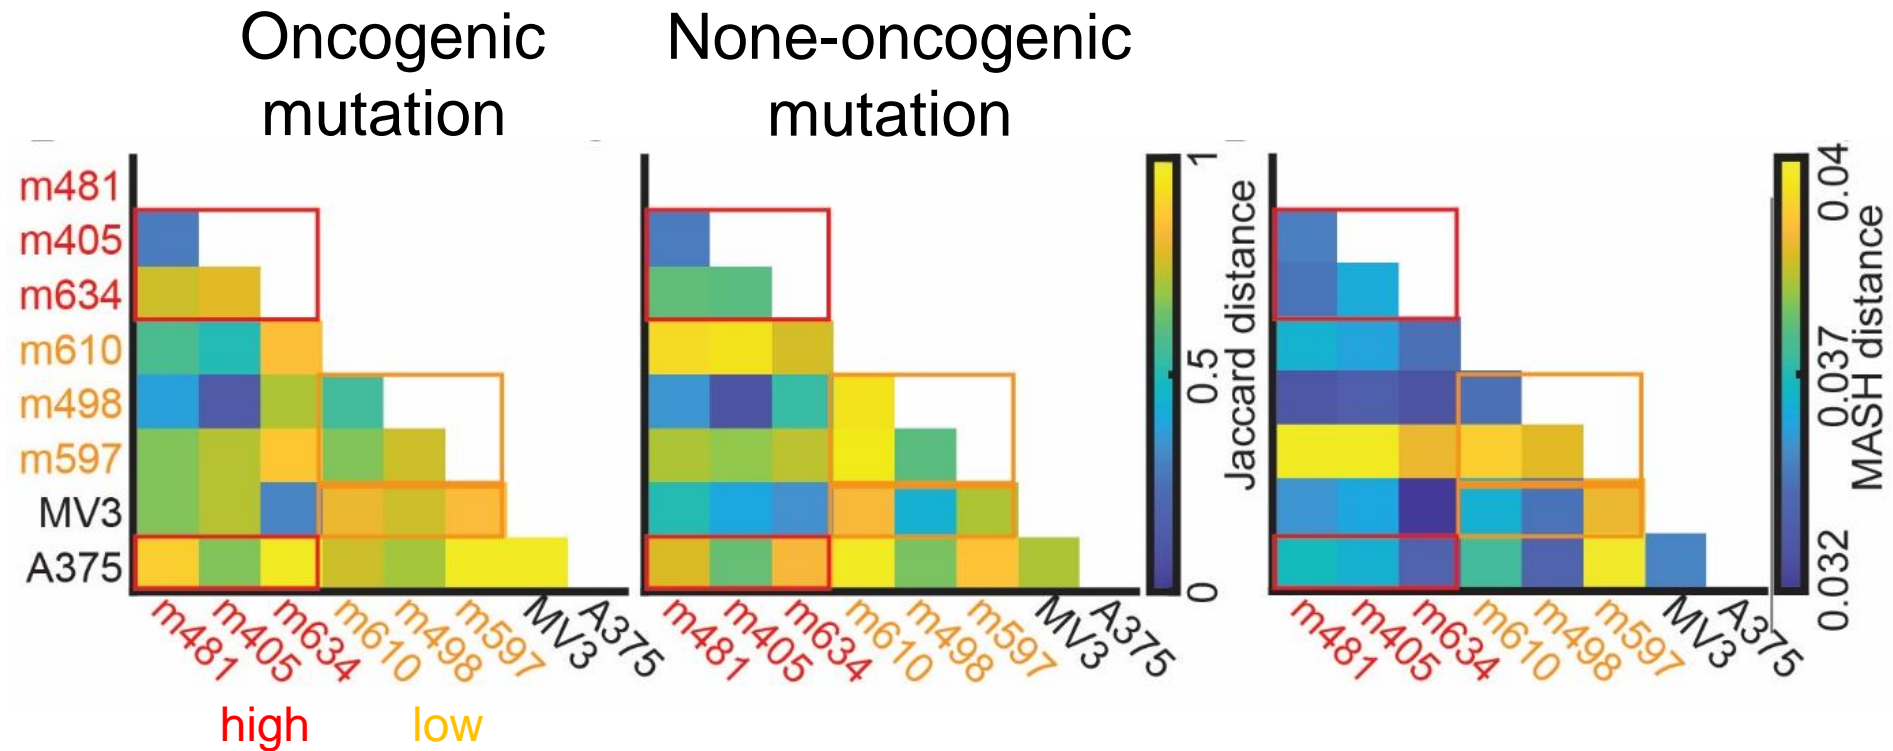 Oncogenic
mutation
None-oncogenic
mutation
m481
m405
m634
m610
m498
m597
MV3
A375
m481
m405
m634
m610
m498
m597
MV3
A375
high
low
m481
m405
m634
m610
m498
m597
MV3
A375
1
0.5
0
Jaccard distance
m481
m405
m634
m610
m498
m597
MV3
A375
0.04
0.037
0.032
MASH distance